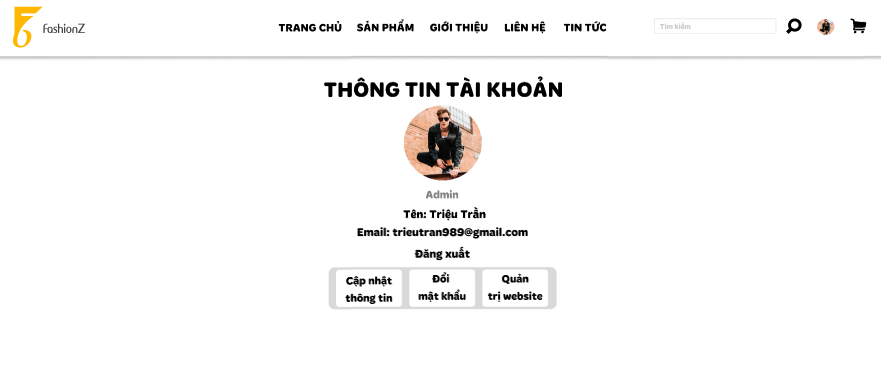 FashionZ
TRANG CHỦ SẢN PHẨM GIỚI THIỆU LIÊN HỆ TIN TỨC
Tìm kiếm
THÔNG TIN TÀI KHOẢN
Admin
Tên: Triệu Trần
Email: trieutran989@gmail.com
Đăng xuất
Cập nhật
thông tin
Đổi
mật khẩu
Quản
trị website